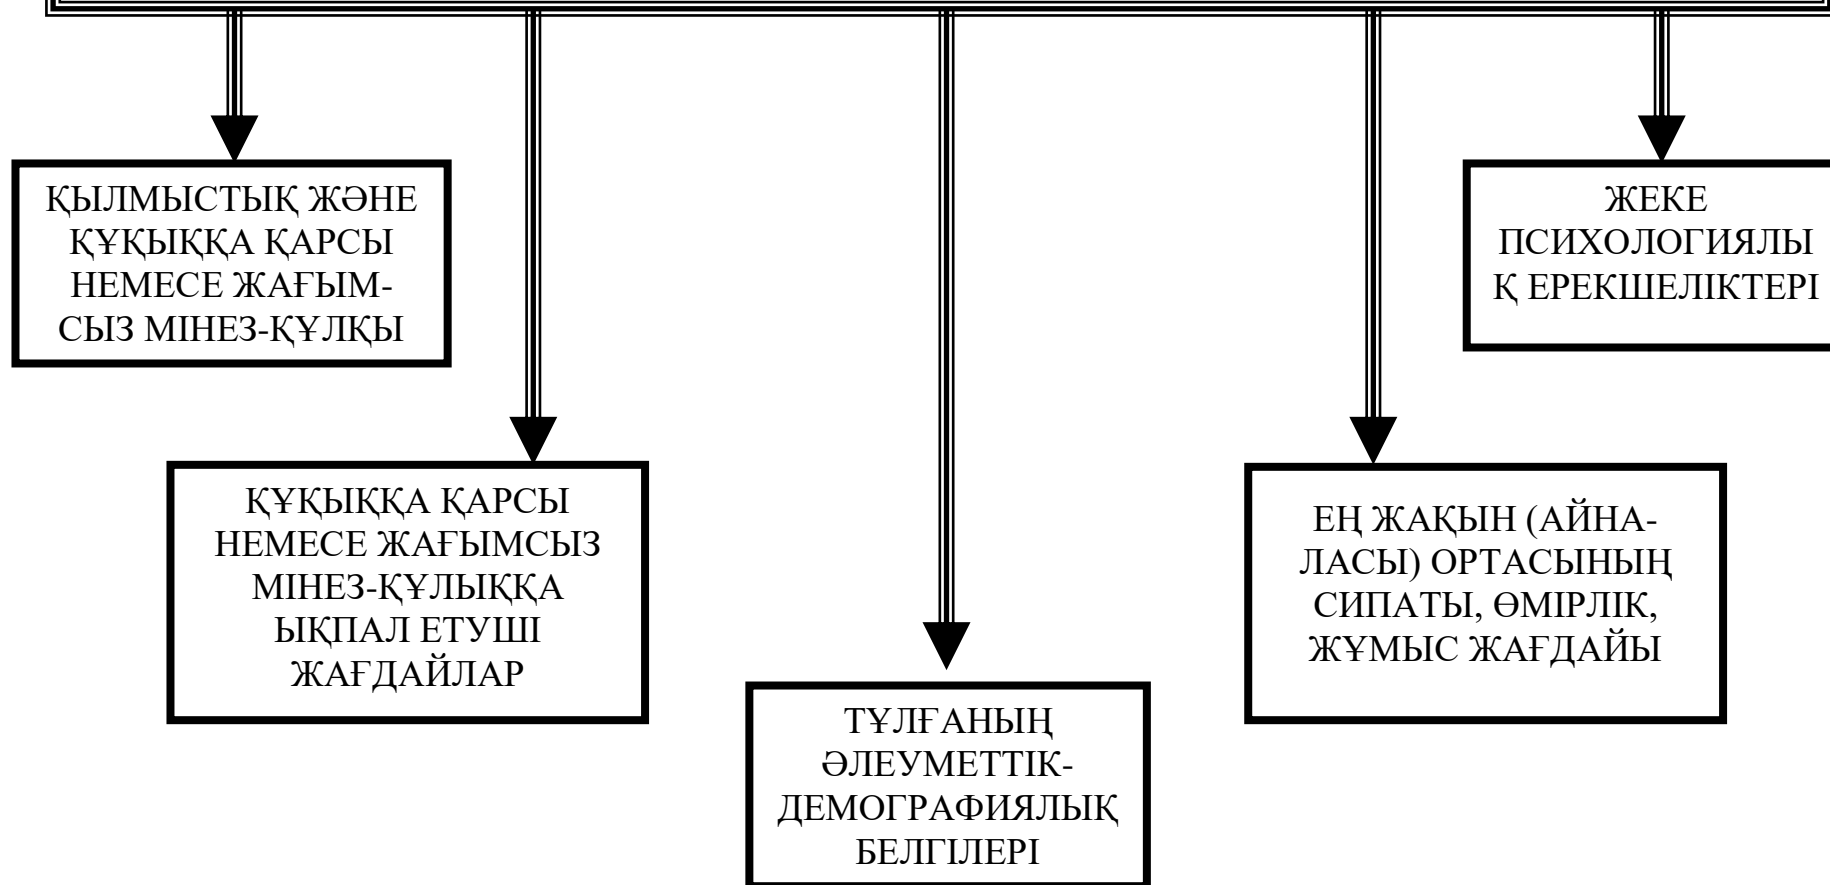 ҚЫЛМЫСТЫҚ ЖӘНЕ
ҚҰҚЫҚҚА ҚАРСЫ
НЕМЕСЕ ЖАҒЫМ-
СЫЗ МІНЕЗ-ҚҰЛҚЫ
ҚҰҚЫҚҚА ҚАРСЫ
НЕМЕСЕ ЖАҒЫМСЫЗ
МІНЕЗ-ҚҰЛЫҚҚА
ЫҚПАЛ ЕТУШІ
ЖАҒДАЙЛАР
ТҰЛҒАНЫҢ
ӘЛЕУМЕТТІК-
ДЕМОГРАФИЯЛЫҚ
БЕЛГІЛЕРІ
ЕҢ ЖАҚЫН (АЙНА-
ЛАСЫ) ОРТАСЫНЫҢ
СИПАТЫ, ӨМІРЛІК,
ЖҰМЫС ЖАҒДАЙЫ
ЖЕКЕ
ПСИХОЛОГИЯЛЫ
Қ ЕРЕКШЕЛІКТЕРІ